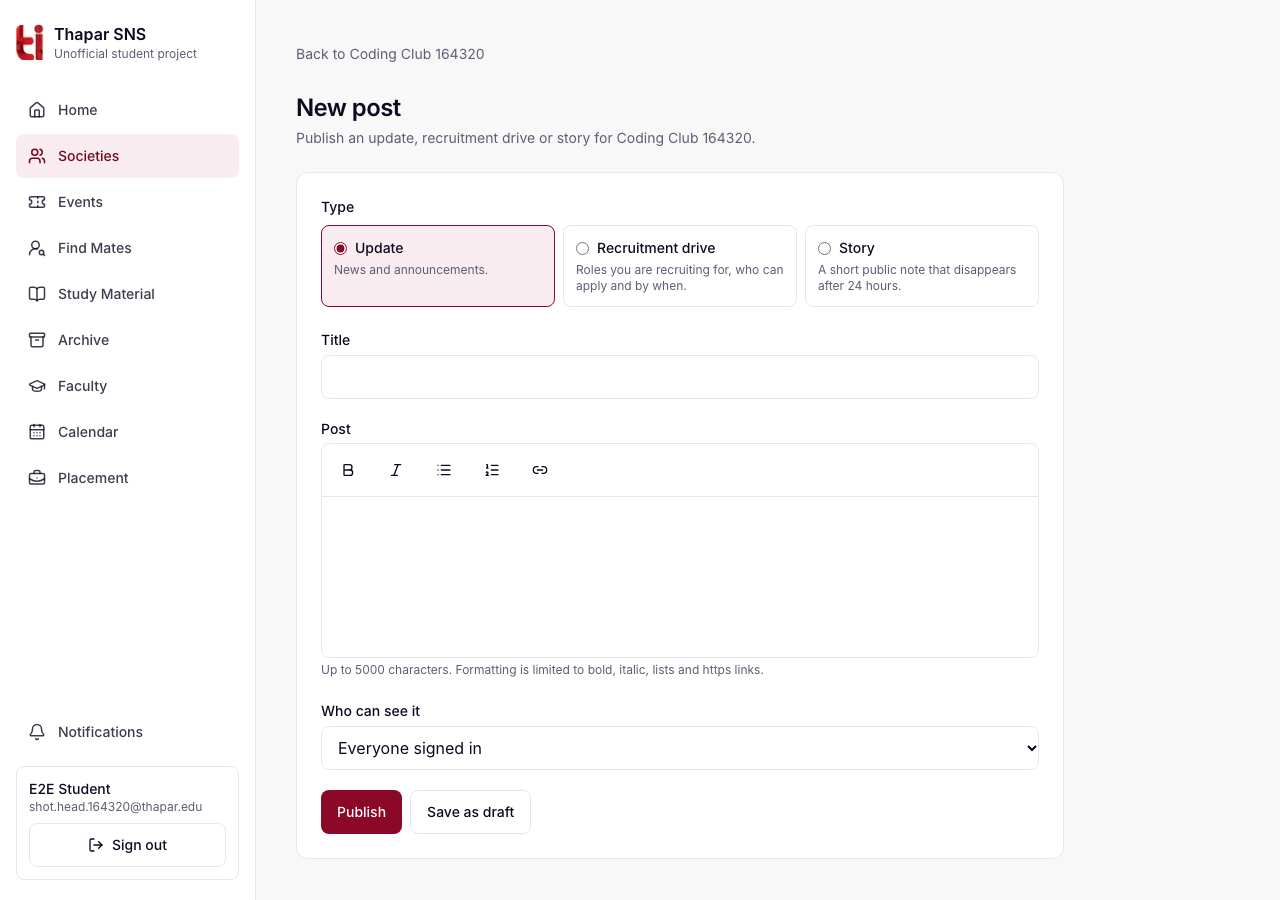 ti
Thapar SNS
Unofficial student project
Home
Societies
Events
Find Mates
Study Material
Archive
Faculty
Calendar
Placement
Notifications
E2E Student
shot.head.164320@thapar.edu
Sign out
Back to Coding Club 164320
New post
Publish an update, recruitment drive or story for Coding Club 164320.
Type
Update
News and announcements.
Recruitment drive
Roles you are recruiting for, who can
apply and by when.
Story
A short public note that disappears
after 24 hours.
Title
Post
Up to 5000 characters. Formatting is limited to bold, italic, lists and https links.
Who can see it
Everyone signed in
Publish
Save as draft